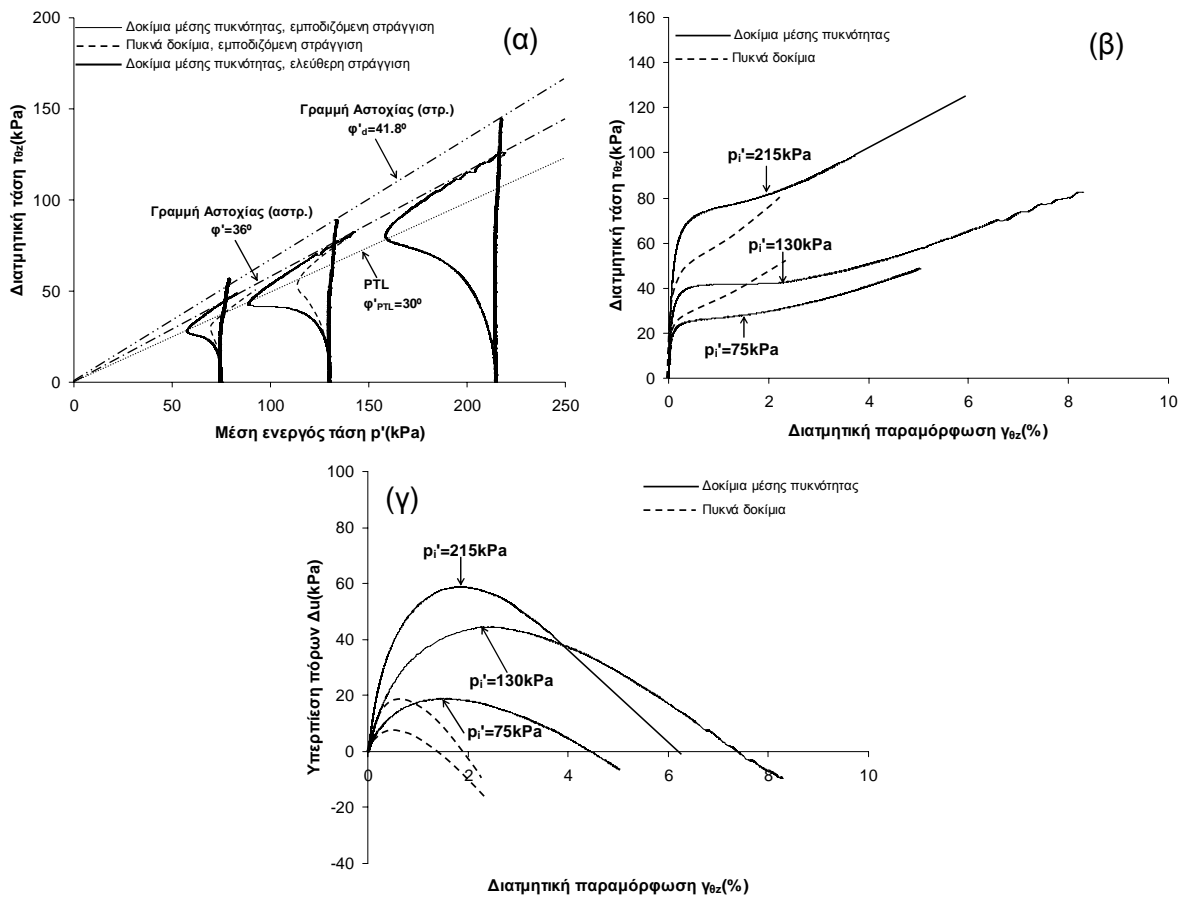 Δοκίμια μέσης πυκνότητας, εμποδιζόμενη στράγγιση
Πυκνά δοκίμια, εμποδιζόμενη στράγγιση
Δοκίμια μέσης πυκνότητας, ελεύθερη στράγγιση
(α)
Διατμητική τάση τθz(kPa)
200
150
100
50
0
Γραμμή Αστοχίας (στρ.)
φ'd=41.8º
Γραμμή Αστοχίας (αστρ.)
φ'=36º
PTL
φ'PTL=30º
0 50 100 150 200 250
Μέση ενεργός τάση p'(kPa)
(β)
Δοκίμια μέσης πυκνότητας
Πυκνά δοκίμια
Διατμητική τάση τθz(kPa)
160
140
120
100
80
60
40
20
0
pi'=215kPa
pi'=130kPa
pi'=75kPa
0 2 4 6 8 10
Διατμητική παραμόρφωση γθz(%)
(γ)
Δοκίμια μέσης πυκνότητας
Πυκνά δοκίμια
Υπερπίεση πόρων Δu(kPa)
100
80
60
40
20
0
-20
-40
pi'=215kPa
pi'=130kPa
pi'=75kPa
0 2 4 6 8 10
Διατμητική παραμόρφωση γθz(%)